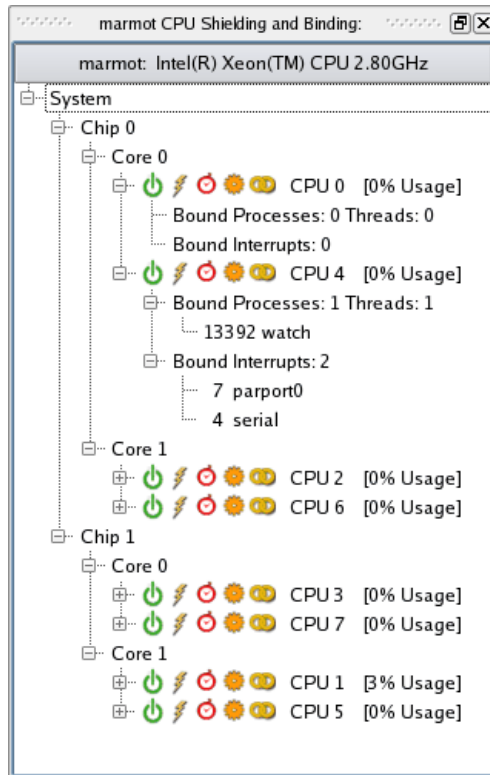 marmot CPU Shielding and Binding:
marmot: Intel(R) Xeon(TM) CPU 2.80GHz
System
Chip 0
Core 0
CPU 0 [0% Usage]
Bound Processes: 0 Threads: 0
Bound Interrupts: 0
CPU 4 [0% Usage]
Bound Processes: 1 Threads: 1
13392 watch
Bound Interrupts: 2
7 parport0
4 serial
Core 1
CPU 2 [0% Usage]
CPU 6 [0% Usage]
Chip 1
Core 0
CPU 3 [0% Usage]
CPU 7 [0% Usage]
Core 1
CPU 1 [3% Usage]
CPU 5 [0% Usage]